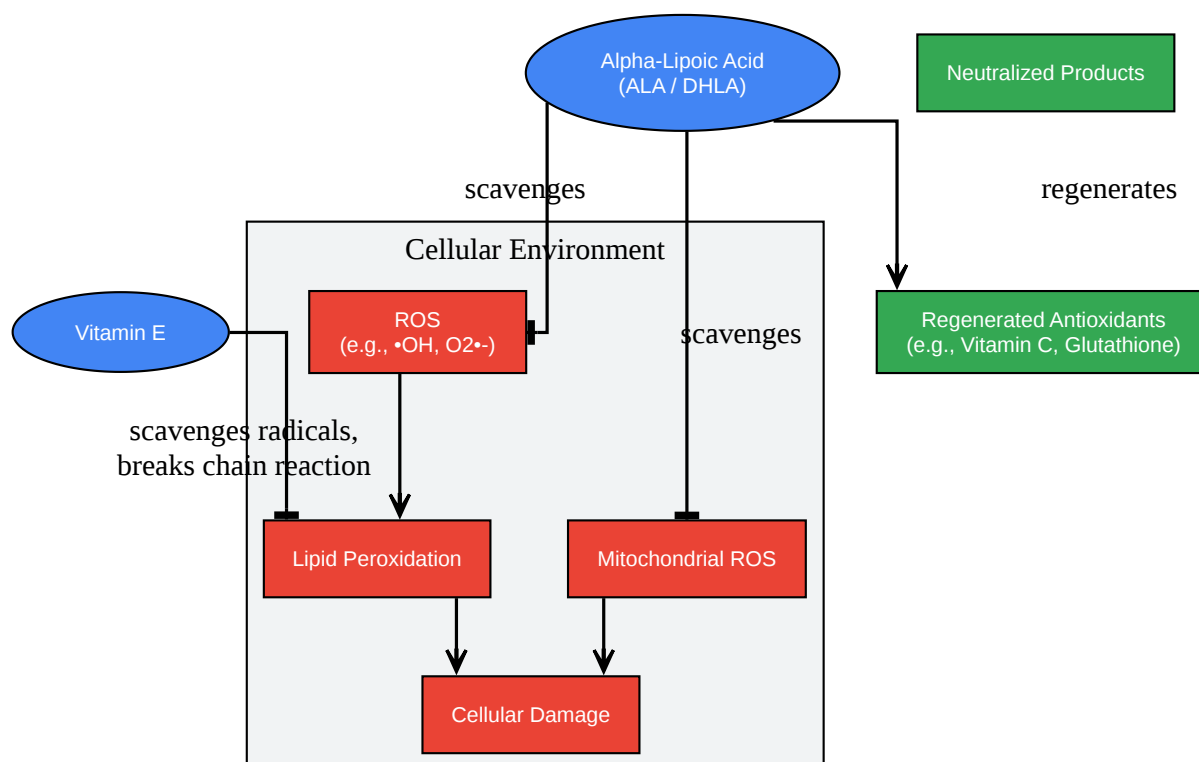 Alpha-Lipoic Acid
(ALA / DHLA)
Neutralized Products
scavenges
regenerates
Cellular Environment
Vitamin E
ROS
(e.g., •OH, O2•-)
scavenges
Regenerated Antioxidants
(e.g., Vitamin C, Glutathione)
scavenges radicals,
breaks chain reaction
Lipid Peroxidation
Mitochondrial ROS
Cellular Damage